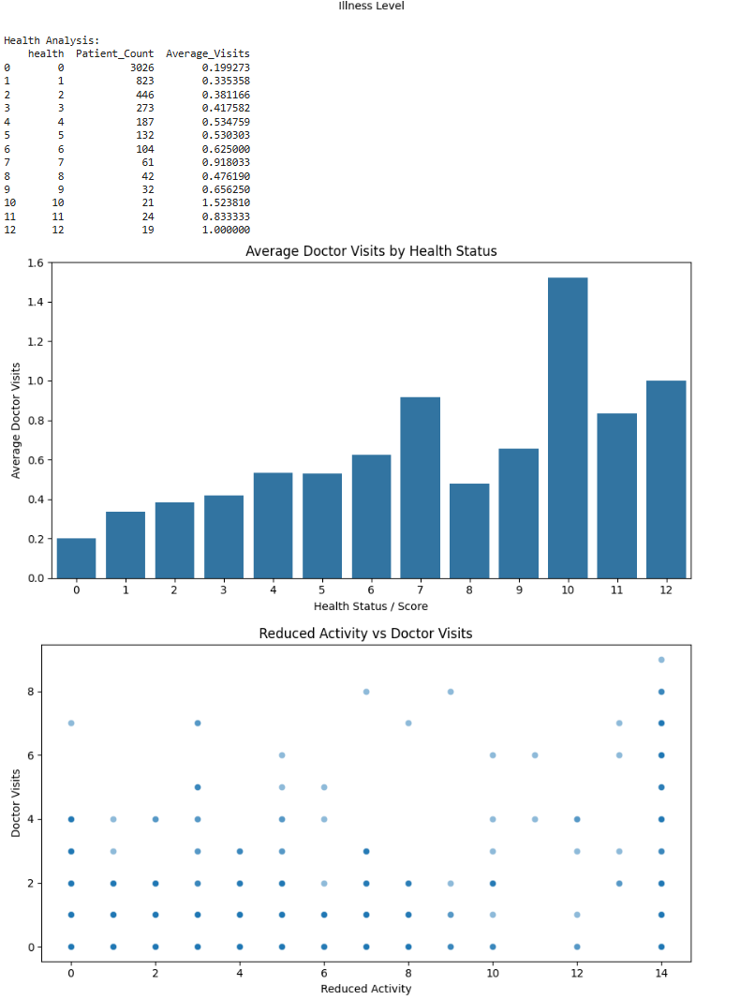 Illness Level
Health Analysis:
health Patient_Count Average_Visits
0 0 3026 0.199273
1 1 823 0.335358
2 2 446 0.381166
3 3 273 0.417582
4 4 187 0.534759
5 5 132 0.530303
6 6 104 0.625000
7 7 61 0.918033
8 8 42 0.476190
9 9 32 0.656250
10 10 21 1.523810
11 11 24 0.833333
12 12 19 1.000000
Average Doctor Visits by Health Status
1.6
1.4
1.2
1.0
0.8
0.6
0.4
0.2
0.0
Average Doctor Visits
0 1 2 3 4 5 6 7 8 9 10 11 12
Health Status / Score
Reduced Activity vs Doctor Visits
8
6
4
2
0
Doctor Visits
0 2 4 6 8 10 12 14
Reduced Activity